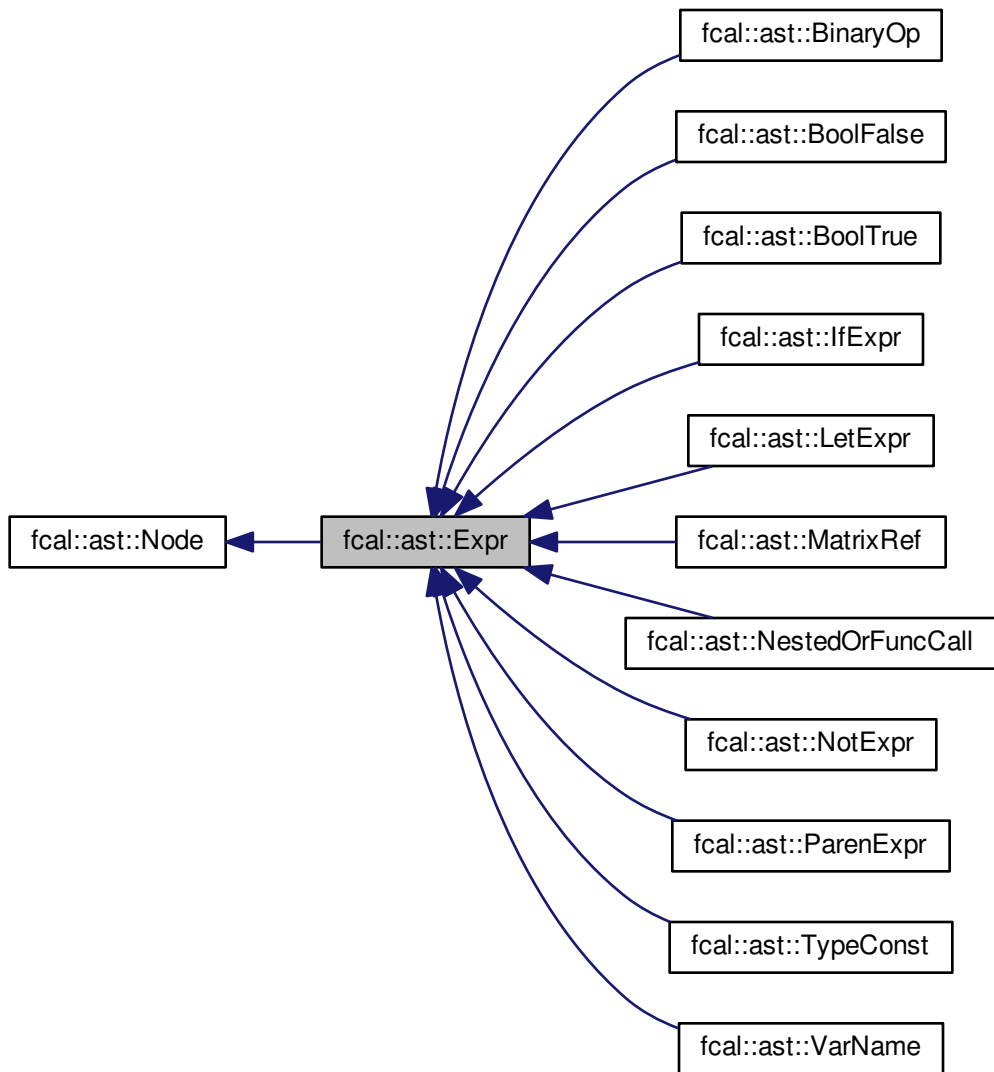 fcal::ast::BinaryOp
fcal::ast::BoolFalse
fcal::ast::BoolTrue
fcal::ast::IfExpr
fcal::ast::LetExpr
fcal::ast::Node
fcal::ast::Expr
fcal::ast::MatrixRef
fcal::ast::NestedOrFuncCall
fcal::ast::NotExpr
fcal::ast::ParenExpr
fcal::ast::TypeConst
fcal::ast::VarName